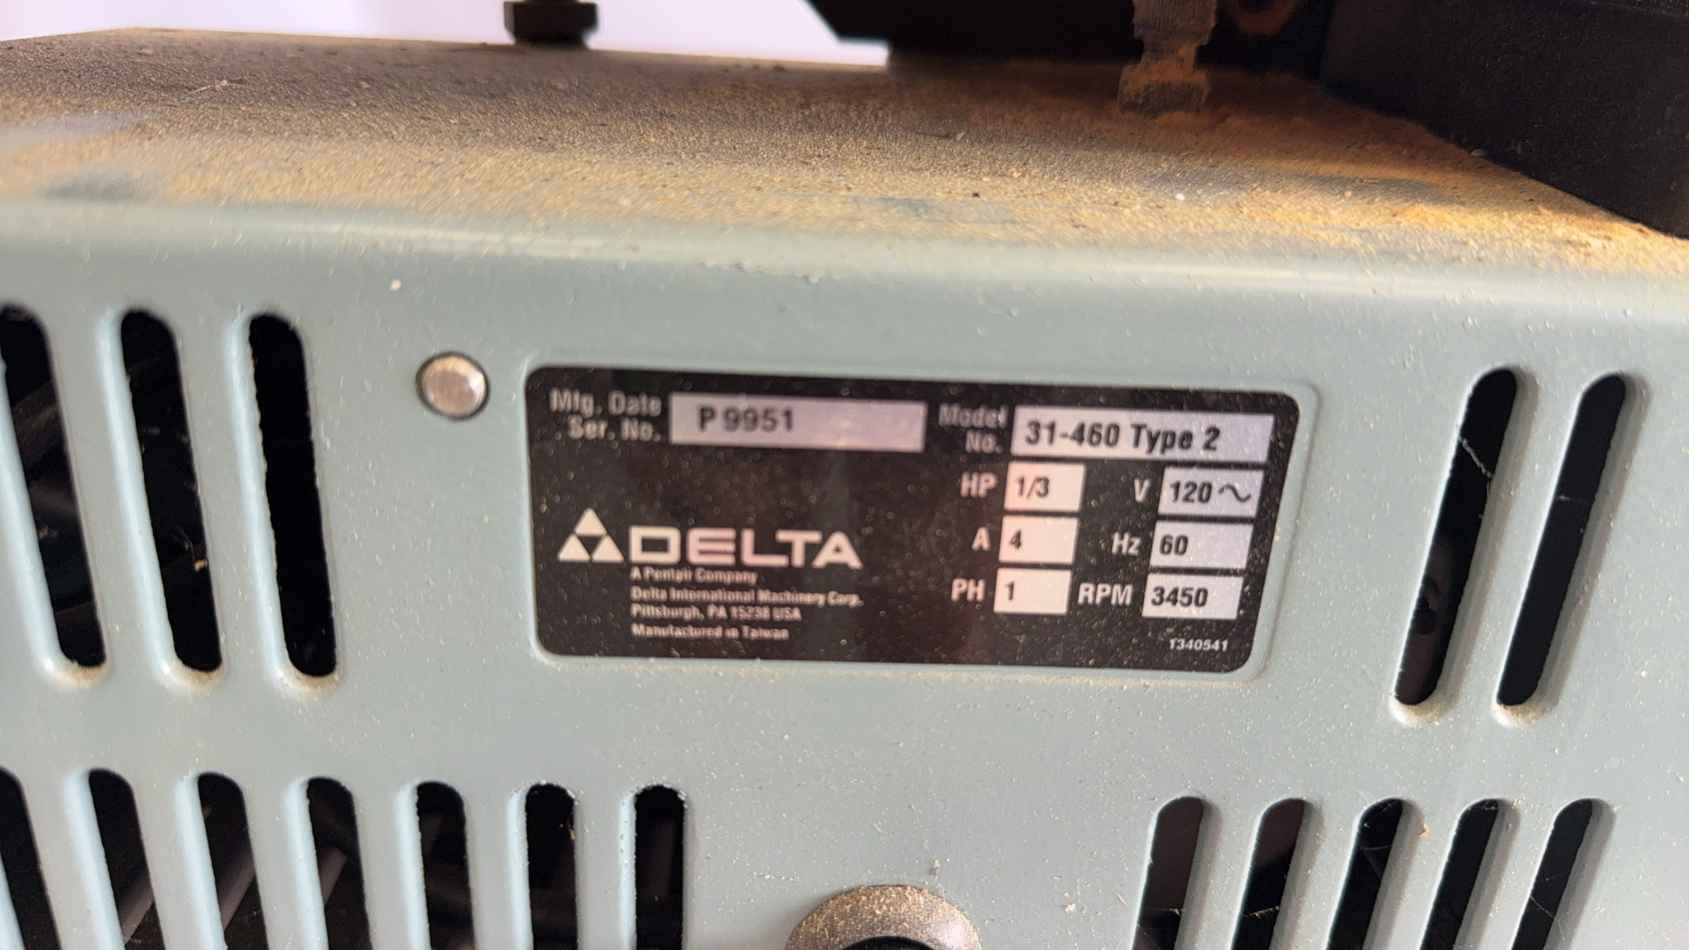 Mfg. Date
Ser. No. P 9951
Model
No. 31-460 Type 2
HP 1/3 V 120 ~
A 4 Hz 60
PH 1 RPM 3450
DELTA
A Pentair Company
Delta International Machinery Corp.
Pittsburgh, PA 15238 USA
Manufactured in Taiwan
1340541